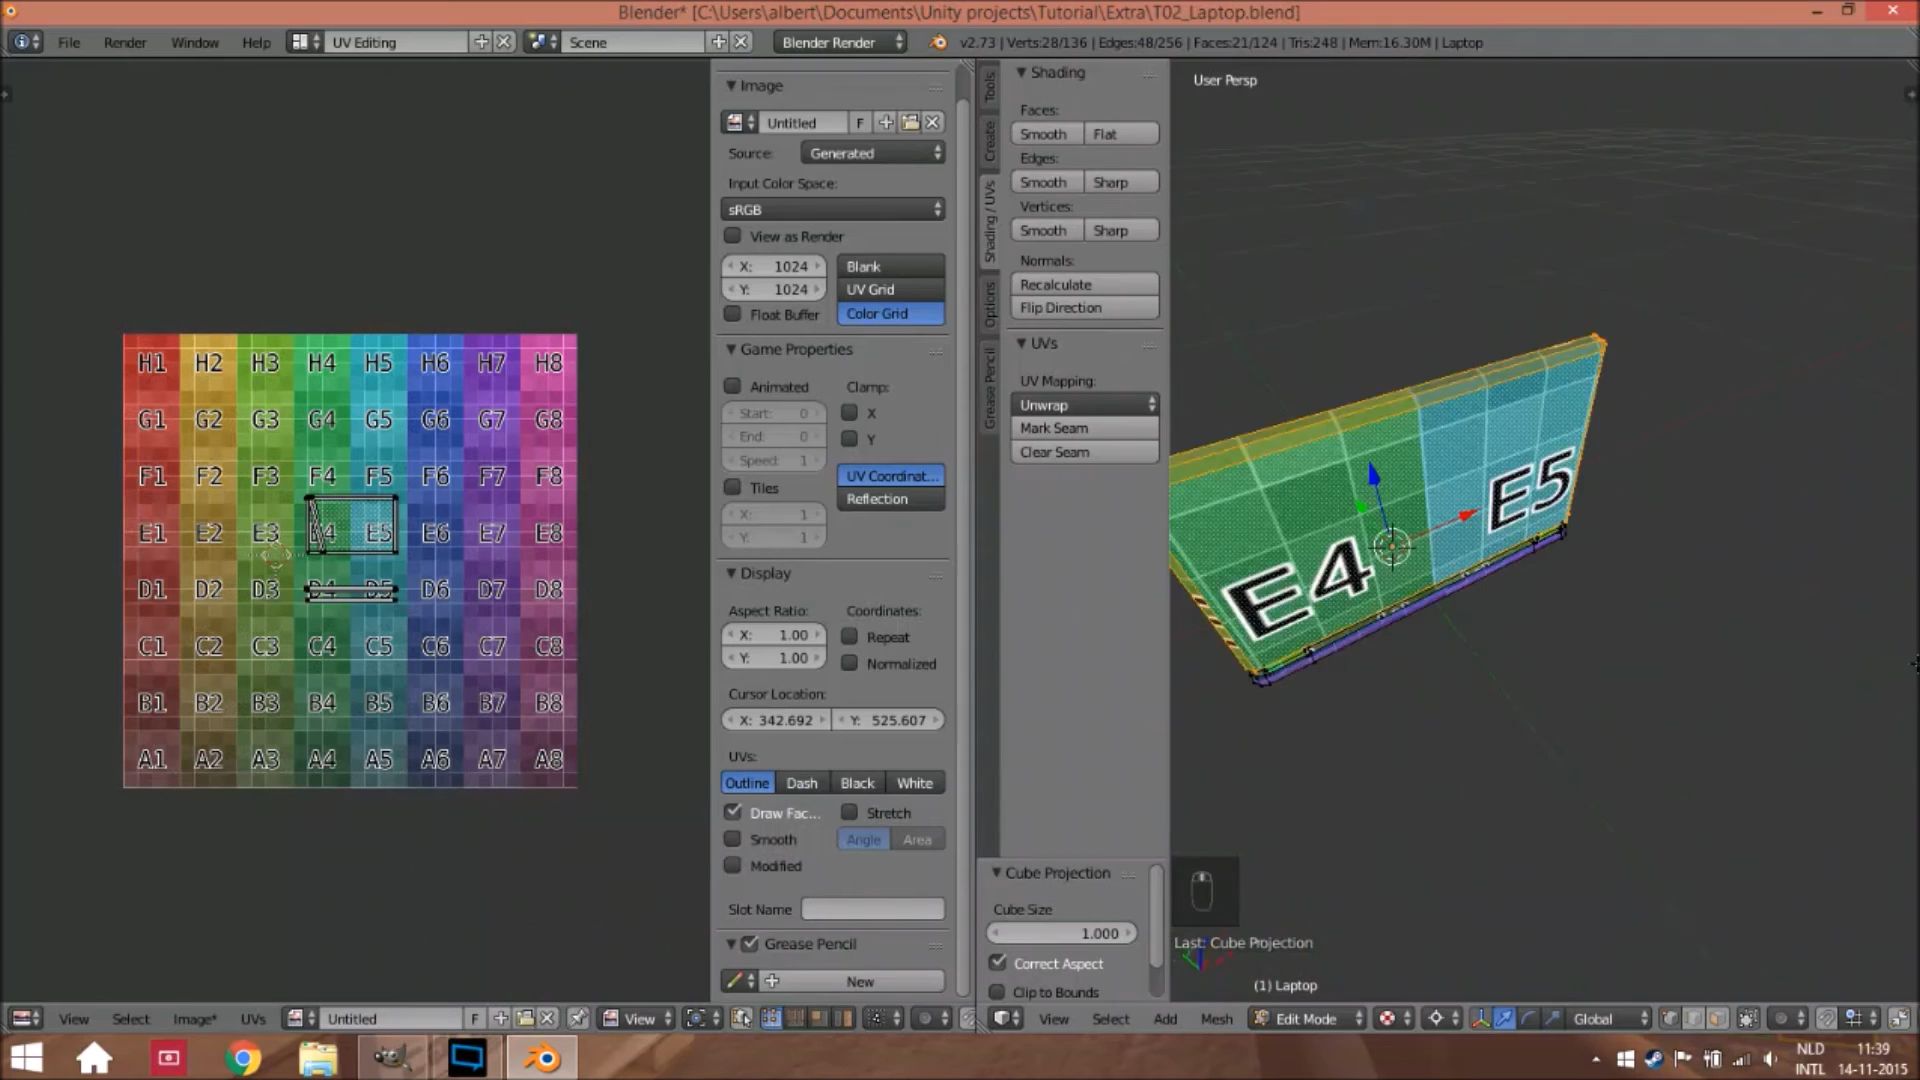 Blender* [C:\Users\albert\Documents\Unity projects\Tutorial\Extra\T02_Laptop.blend]
File Render Window Help UV Editing Scene Blender Render v2.73 | Verts:28/136 | Edges:48/256 | Faces:21/124 | Tris:248 | Mem:16.30M | Laptop
Image
Untitled F
Source: Generated
Input Color Space:
sRGB
View as Render
X: 1024 Blank
Y: 1024 UV Grid
Float Buffer Color Grid
Game Properties
Animated Clamp:
Start: 0 X
End: 0 Y
Speed: 1
UV Coordinat...
Tiles Reflection
X: 1
Y: 1
Display
Aspect Ratio: Coordinates:
X: 1.00 Repeat
Y: 1.00 Normalized
Cursor Location:
X: 342.692 Y: 525.607
UVs:
Outline Dash Black White
Draw Fac... Stretch
Smooth Angle Area
Modified
Slot Name
Grease Pencil
New
H1 H2 H3 H4 H5 H6 H7 H8
G1 G2 G3 G4 G5 G6 G7 G8
F1 F2 F3 F4 F5 F6 F7 F8
E1 E2 E3 E4 E5 E6 E7 E8
D1 D2 D3 D4 D5 D6 D7 D8
C1 C2 C3 C4 C5 C6 C7 C8
B1 B2 B3 B4 B5 B6 B7 B8
A1 A2 A3 A4 A5 A6 A7 A8
Tools
Create
Shading / UVs
Options
Grease Pencil
Shading
Faces:
Smooth Flat
Edges:
Smooth Sharp
Vertices:
Smooth Sharp
Normals:
Recalculate
Flip Direction
UVs
UV Mapping:
Unwrap
Mark Seam
Clear Seam
Cube Projection
Cube Size
1.000
Correct Aspect
Clip to Bounds
User Persp
E4 E5
Last: Cube Projection
(1) Laptop
View Select Image* UVs Untitled F View
View Select Add Mesh Edit Mode Global
NLD 11:39
INTL 14-11-2015